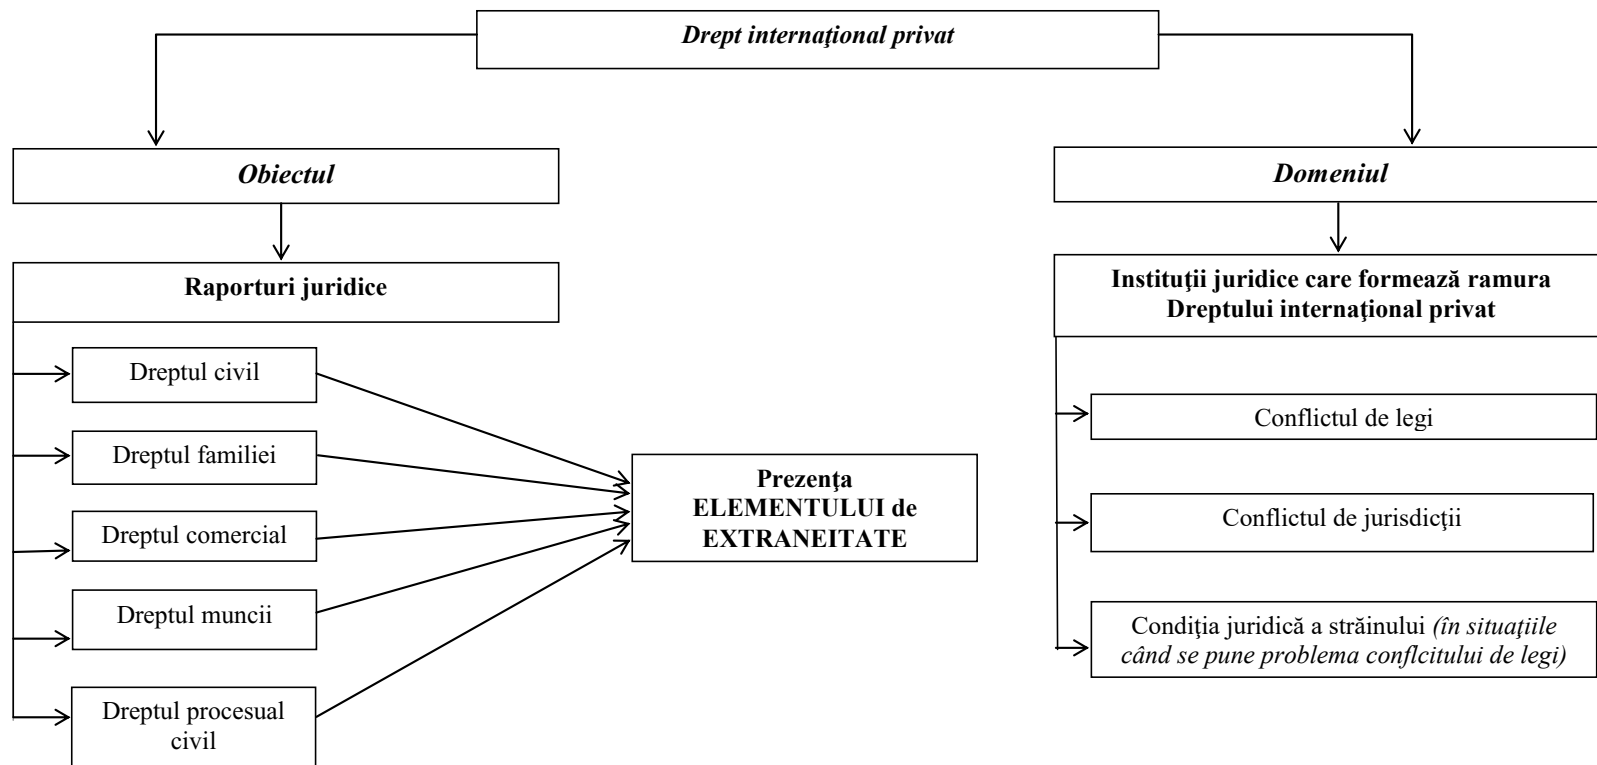 Drept internaţional privat
Obiectul
Domeniul
Raporturi juridice
Instituţii juridice care formează ramura
Dreptului internaţional privat
Dreptul civil
Dreptul familiei
Dreptul comercial
Dreptul muncii
Dreptul procesual
civil
Prezenţa
ELEMENTULUI de
EXTRANEITATE
Conflictul de legi
Conflictul de jurisdicţii
Condiţia juridică a străinului (în situaţiile
când se pune problema conflcitului de legi)